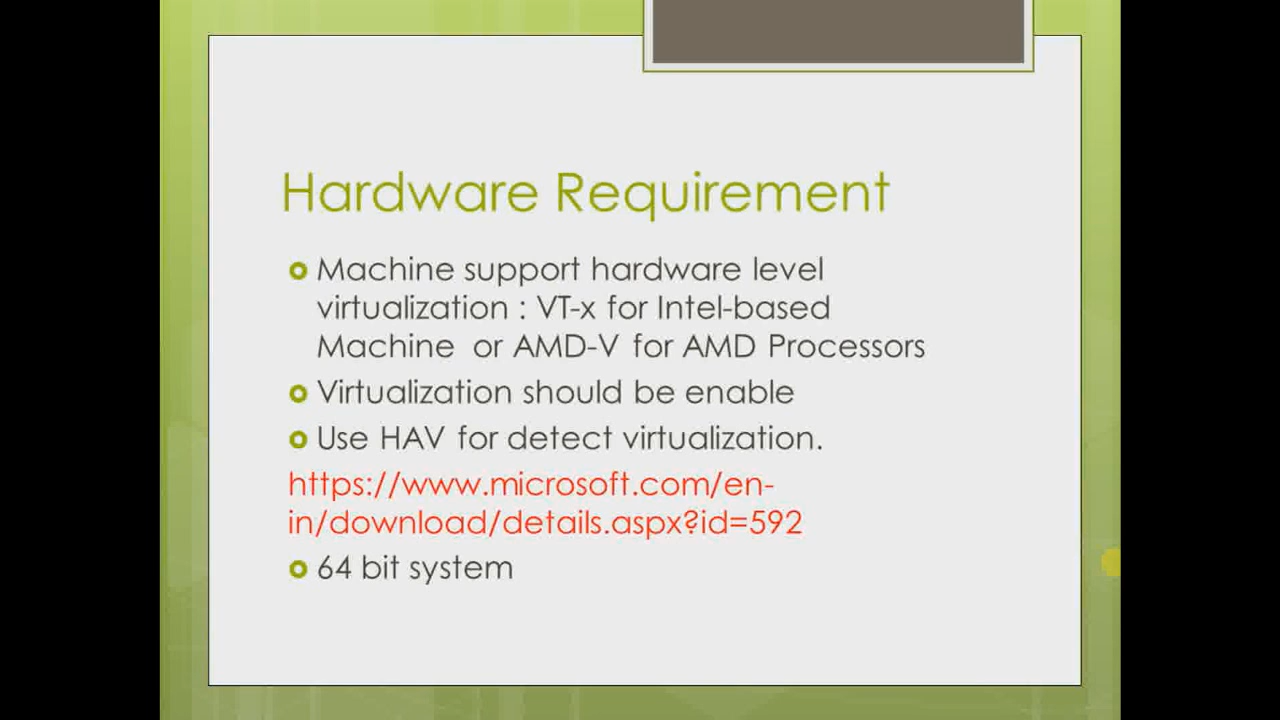 Hardware Requirement
Machine support hardware level
virtualization : VT-x for Intel-based
Machine or AMD-V for AMD Processors
Virtualization should be enable
Use HAV for detect virtualization.
https://www.microsoft.com/en-
in/download/details.aspx?id=592
64 bit system